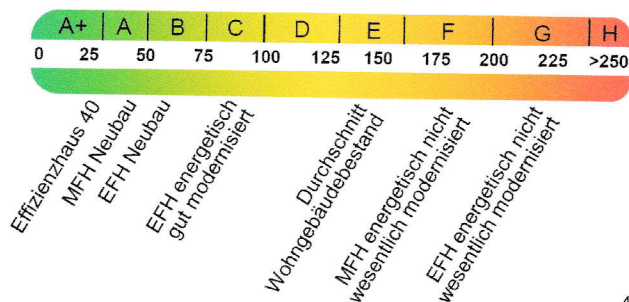 A+ A B C D E F G H
0 25 50 75 100 125 150 175 200 225 >250
Effizienzhaus 40
MFH Neubau
EFH Neubau
EFH energetisch
gut modernisiert
Durchschnitt
Wohngebäudebestand
MFH energetisch nicht
wesentlich modernisiert
EFH energetisch nicht
wesentlich modernisiert